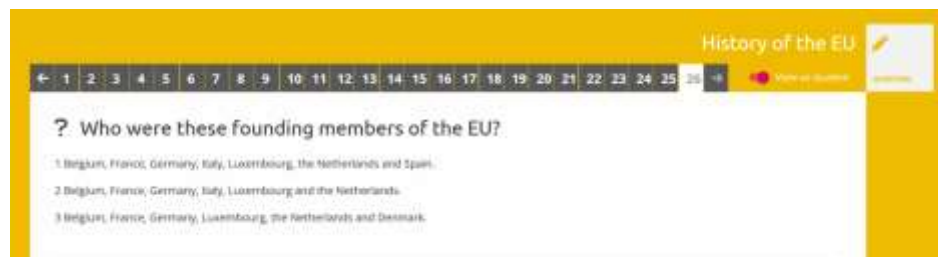 History of the EU
← 1 2 3 4 5 6 7 8 9 10 11 12 13 14 15 16 17 18 19 20 21 22 23 24 25 26
? Who were these founding members of the EU?
1 Belgium, France, Germany, Italy, Luxembourg, the Netherlands and Spain.
2 Belgium, France, Germany, Italy, Luxembourg and the Netherlands.
3 Belgium, France, Germany, Luxembourg, the Netherlands and Denmark.